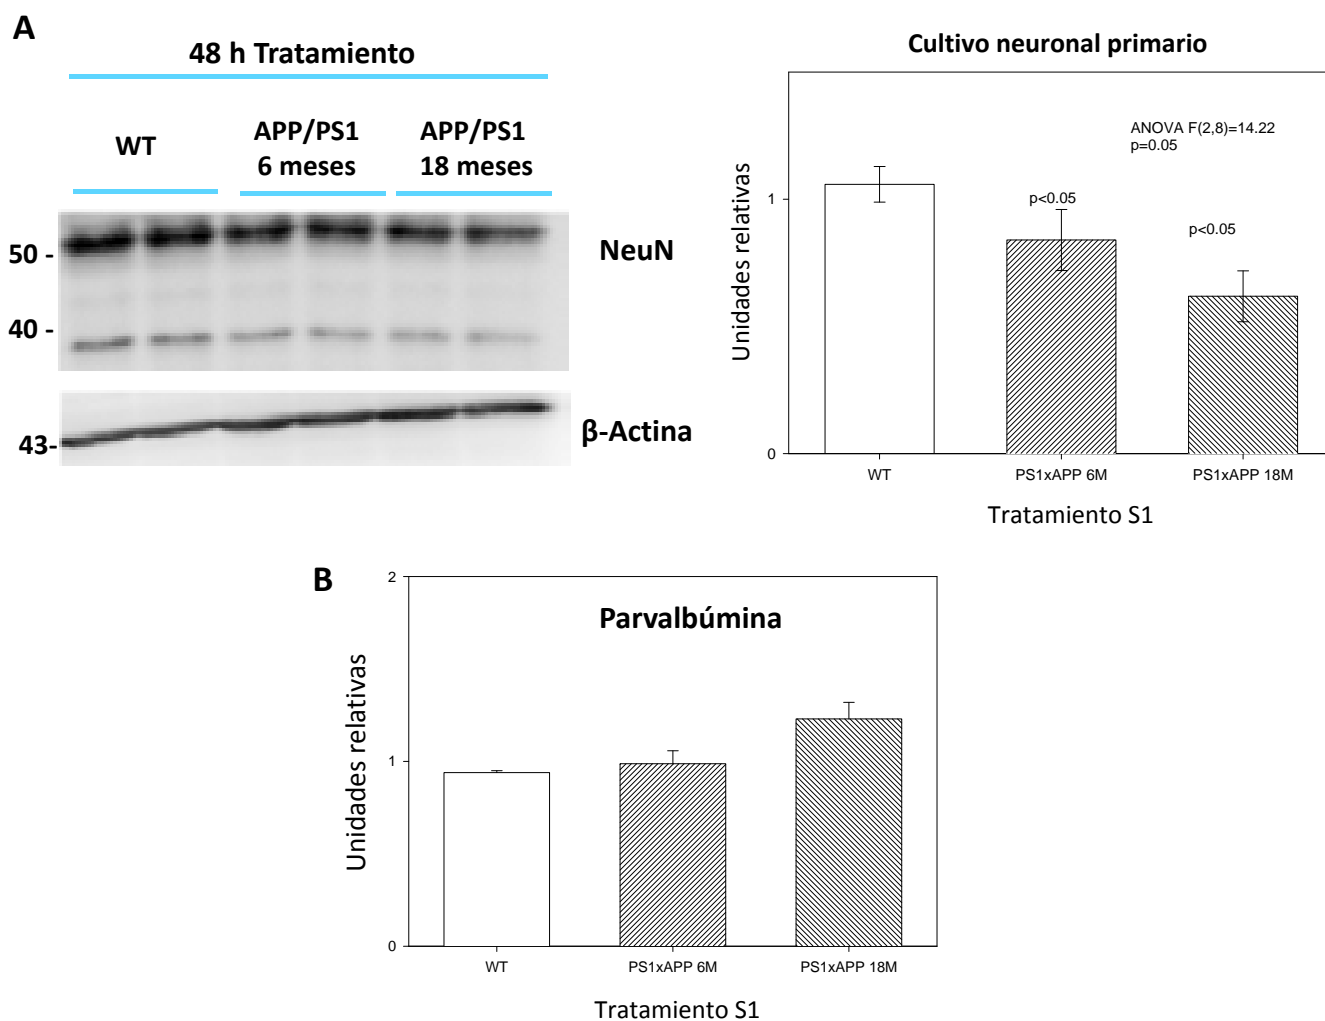 A
48 h Tratamiento
WT
APP/PS1
6 meses
APP/PS1
18 meses
50 -
40 -
NeuN
43-
β-Actina
Cultivo neuronal primario
ANOVA F(2,8)=14.22
p=0.05
p<0.05
p<0.05
1
0
Unidades relativas
WT
PS1xAPP 6M
PS1xAPP 18M
Tratamiento S1
B
Parvalbúmina
2
1
0
Unidades relativas
WT
PS1xAPP 6M
PS1xAPP 18M
Tratamiento S1